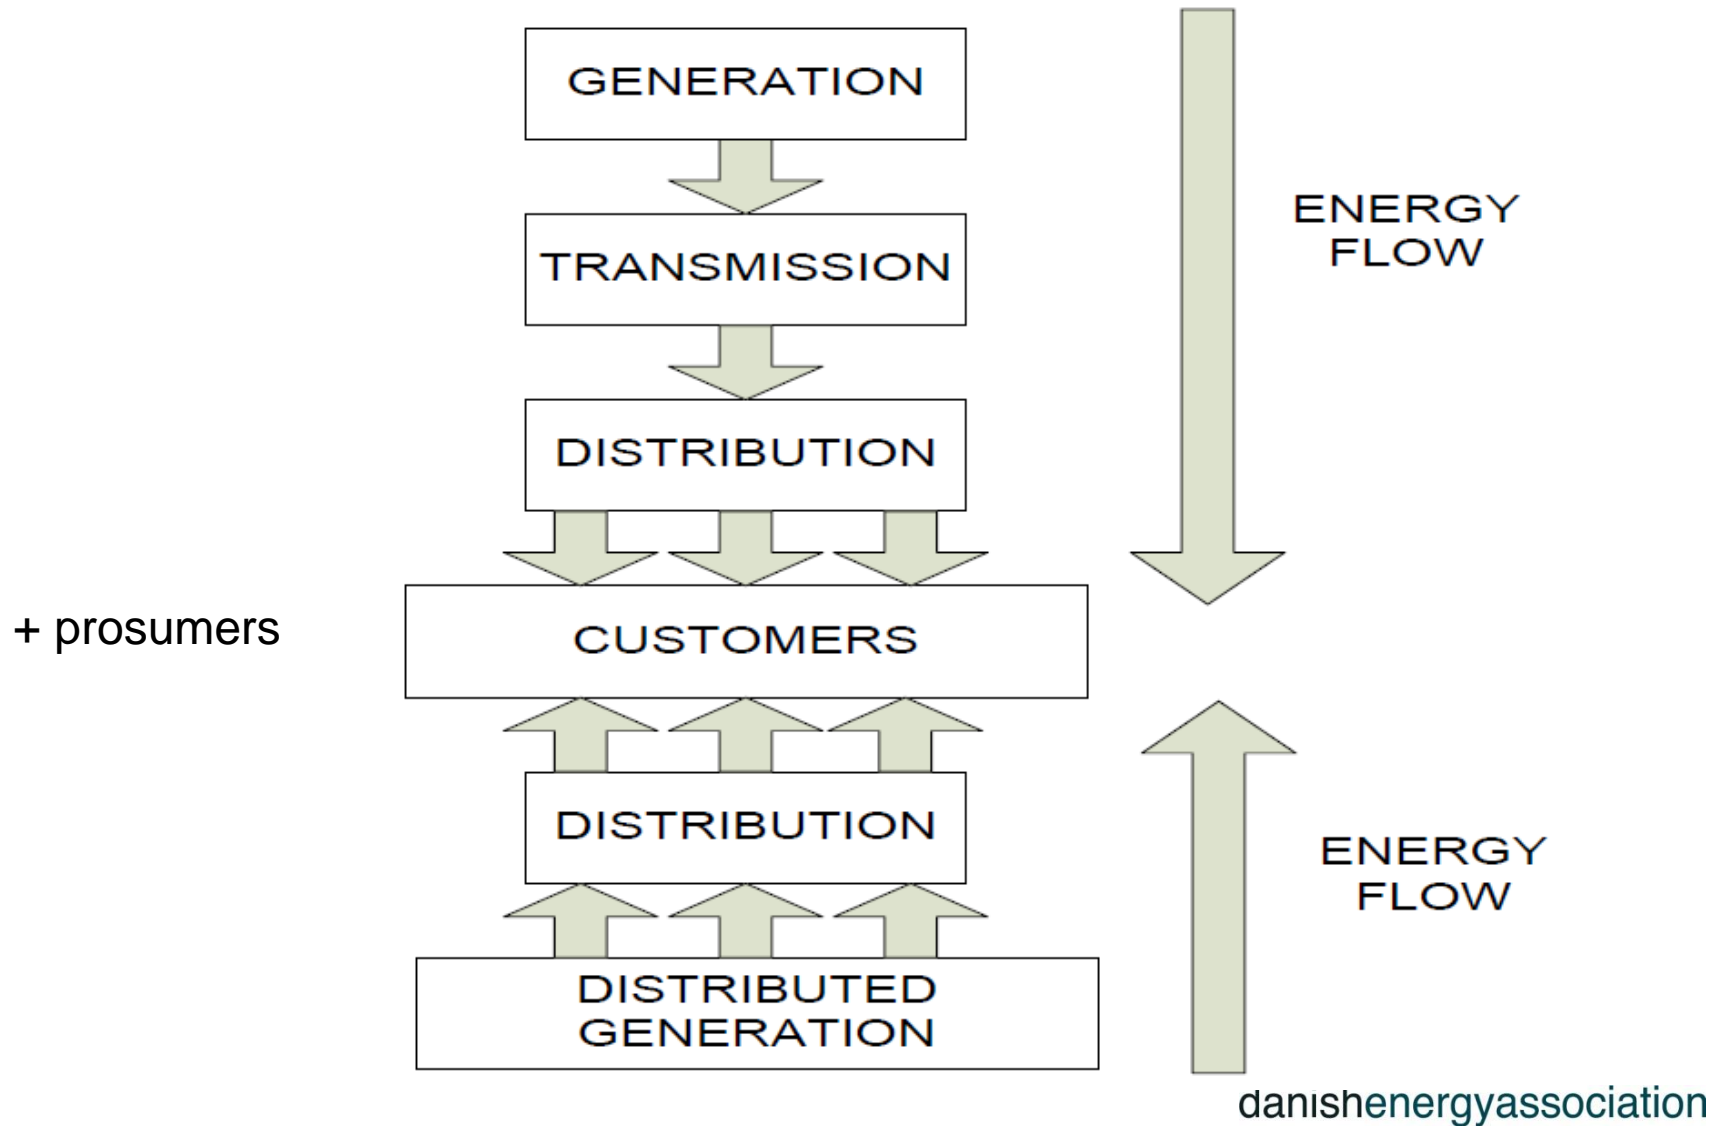 GENERATION
ENERGY
FLOW
TRANSMISSION
DISTRIBUTION
+ prosumers
CUSTOMERS
DISTRIBUTION
ENERGY
FLOW
DISTRIBUTED
GENERATION
danishenergyassociation